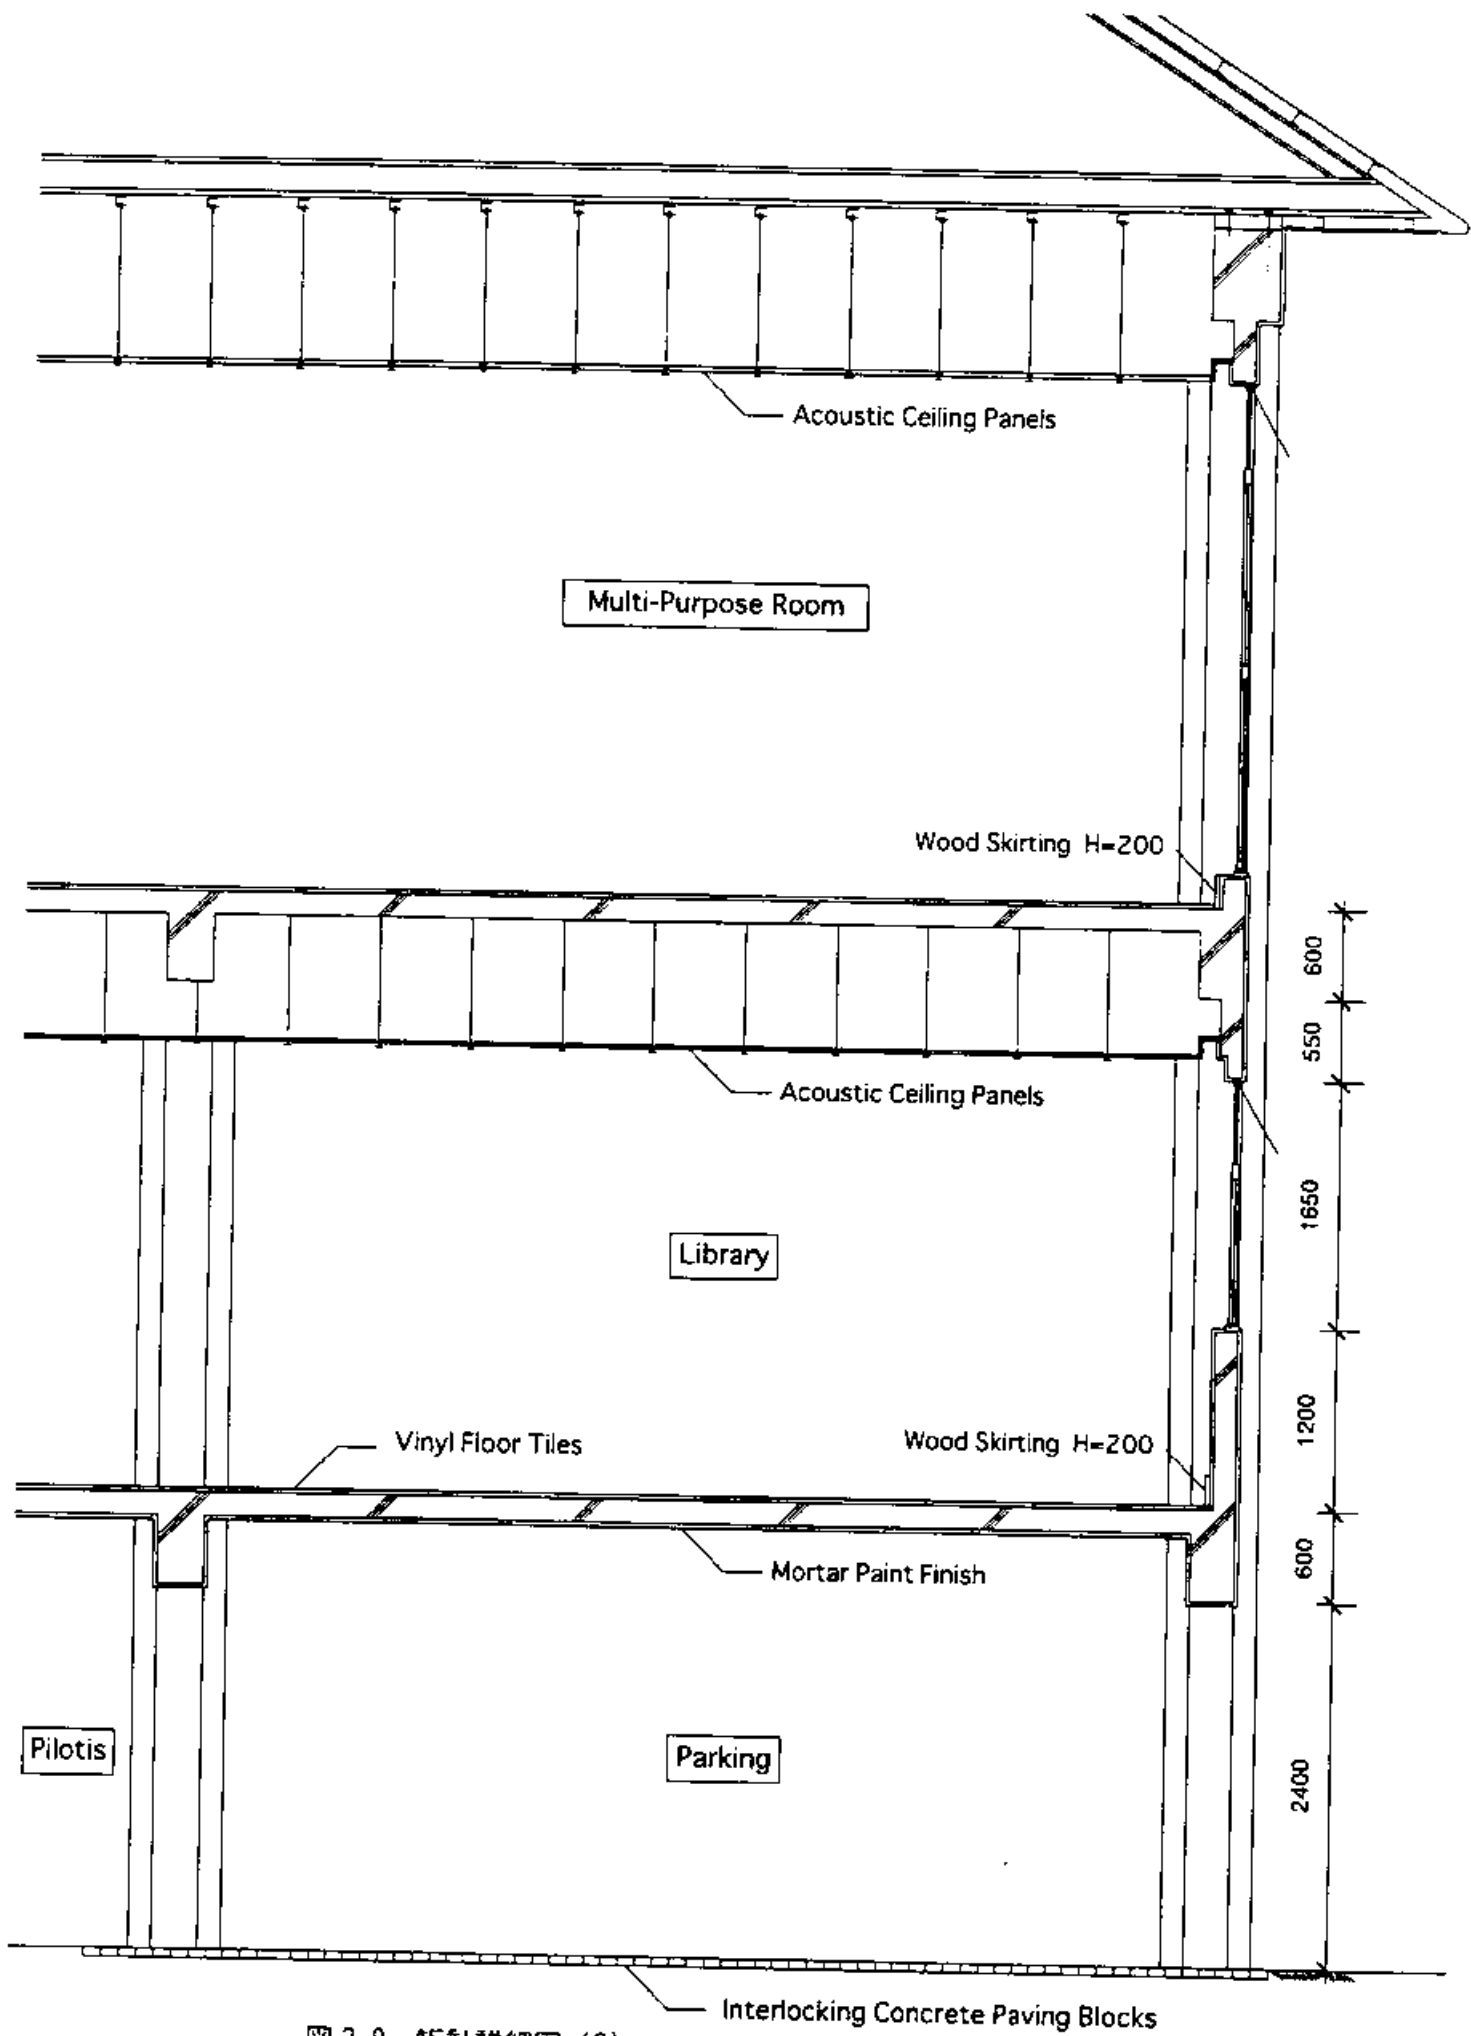 Acoustic Ceiling Panels
Multi-Purpose Room
Wood Skirting H=200
600
550
Acoustic Ceiling Panels
1650
Library
1200
Vinyl Floor Tiles
Wood Skirting H=200
600
Mortar Paint Finish
Pilotis
Parking
2400
Interlocking Concrete Paving Blocks